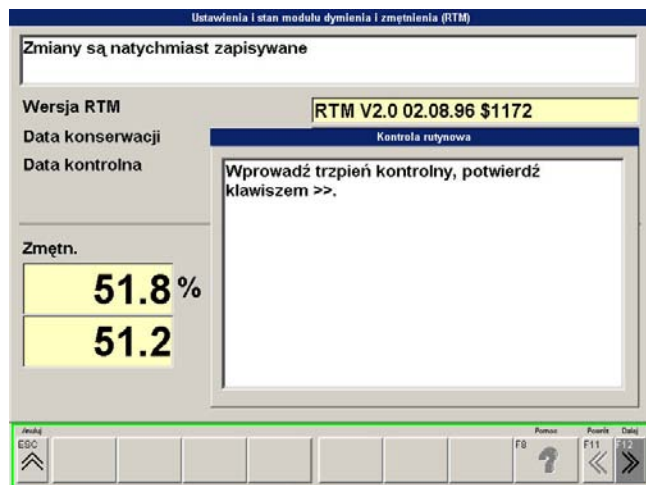 Ustawienia i stan modułu dymienia i zmętnienia (RTM)
Zmiany są natychmiast zapisywane
Wersja RTM
RTM V2.0 02.08.96 $1172
Data konserwacji
Kontrola rutynowa
Data kontrolna
Wprowadź trzpień kontrolny, potwierdź
klawiszem >>.
Zmętn.
51.8 %
51.2
Anuluj
Pomoc
Powrót
Dalej
ESC
F8
?
F11
F12